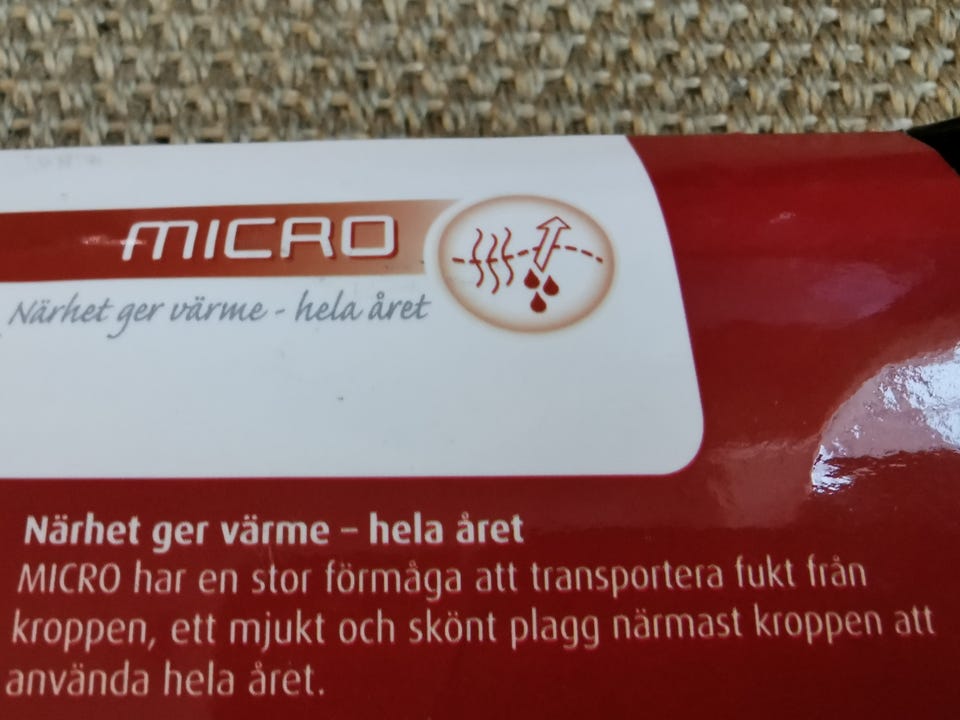 MICRO
Närhet ger värme - hela året
Närhet ger värme – hela året
MICRO har en stor förmåga att transportera fukt från
kroppen, ett mjukt och skönt plagg närmast kroppen att
använda hela året.